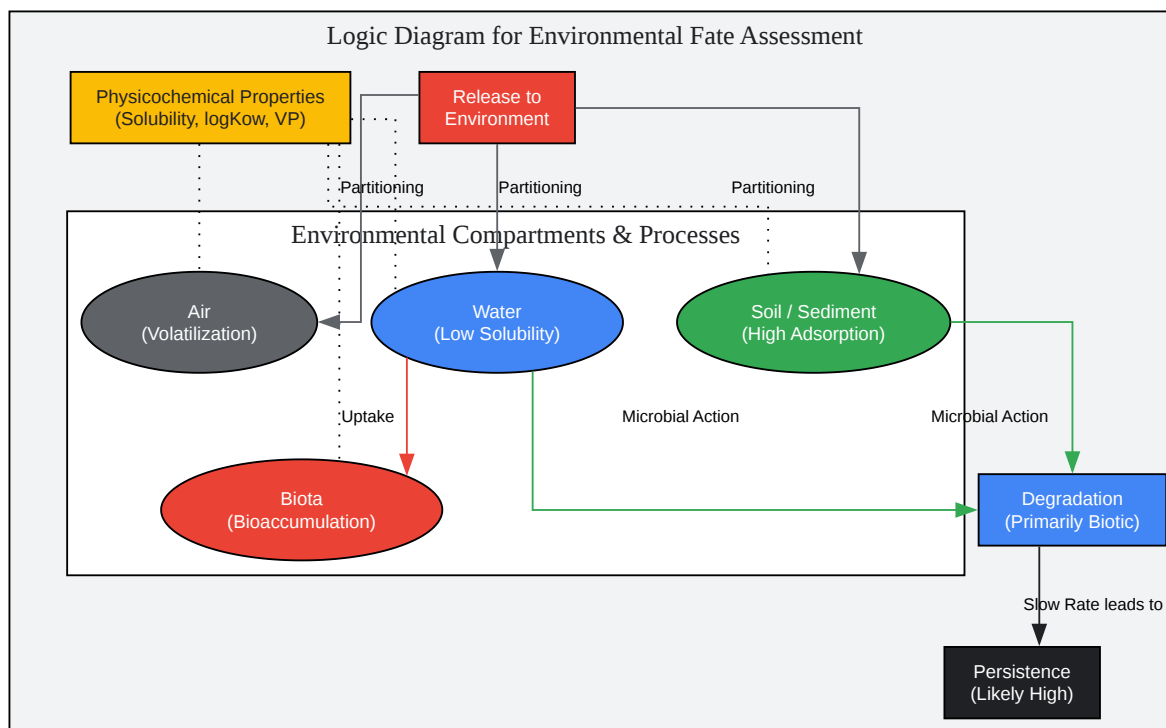 Logic Diagram for Environmental Fate Assessment
Physicochemical Properties
(Solubility, logKow, VP)
Release to
Environment
Partitioning
Partitioning
Partitioning
Environmental Compartments & Processes
Air
(Volatilization)
Water
(Low Solubility)
Soil / Sediment
(High Adsorption)
Uptake
Microbial Action
Microbial Action
Biota
(Bioaccumulation)
Degradation
(Primarily Biotic)
Slow Rate leads to
Persistence
(Likely High)